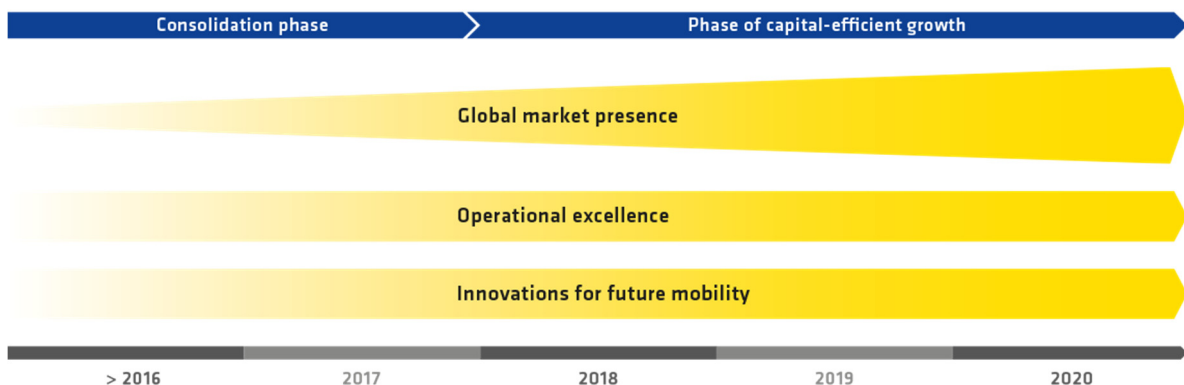 Consolidation phase
Phase of capital-efficient growth
Global market presence
Operational excellence
Innovations for future mobility
> 2016
2017
2018
2019
2020